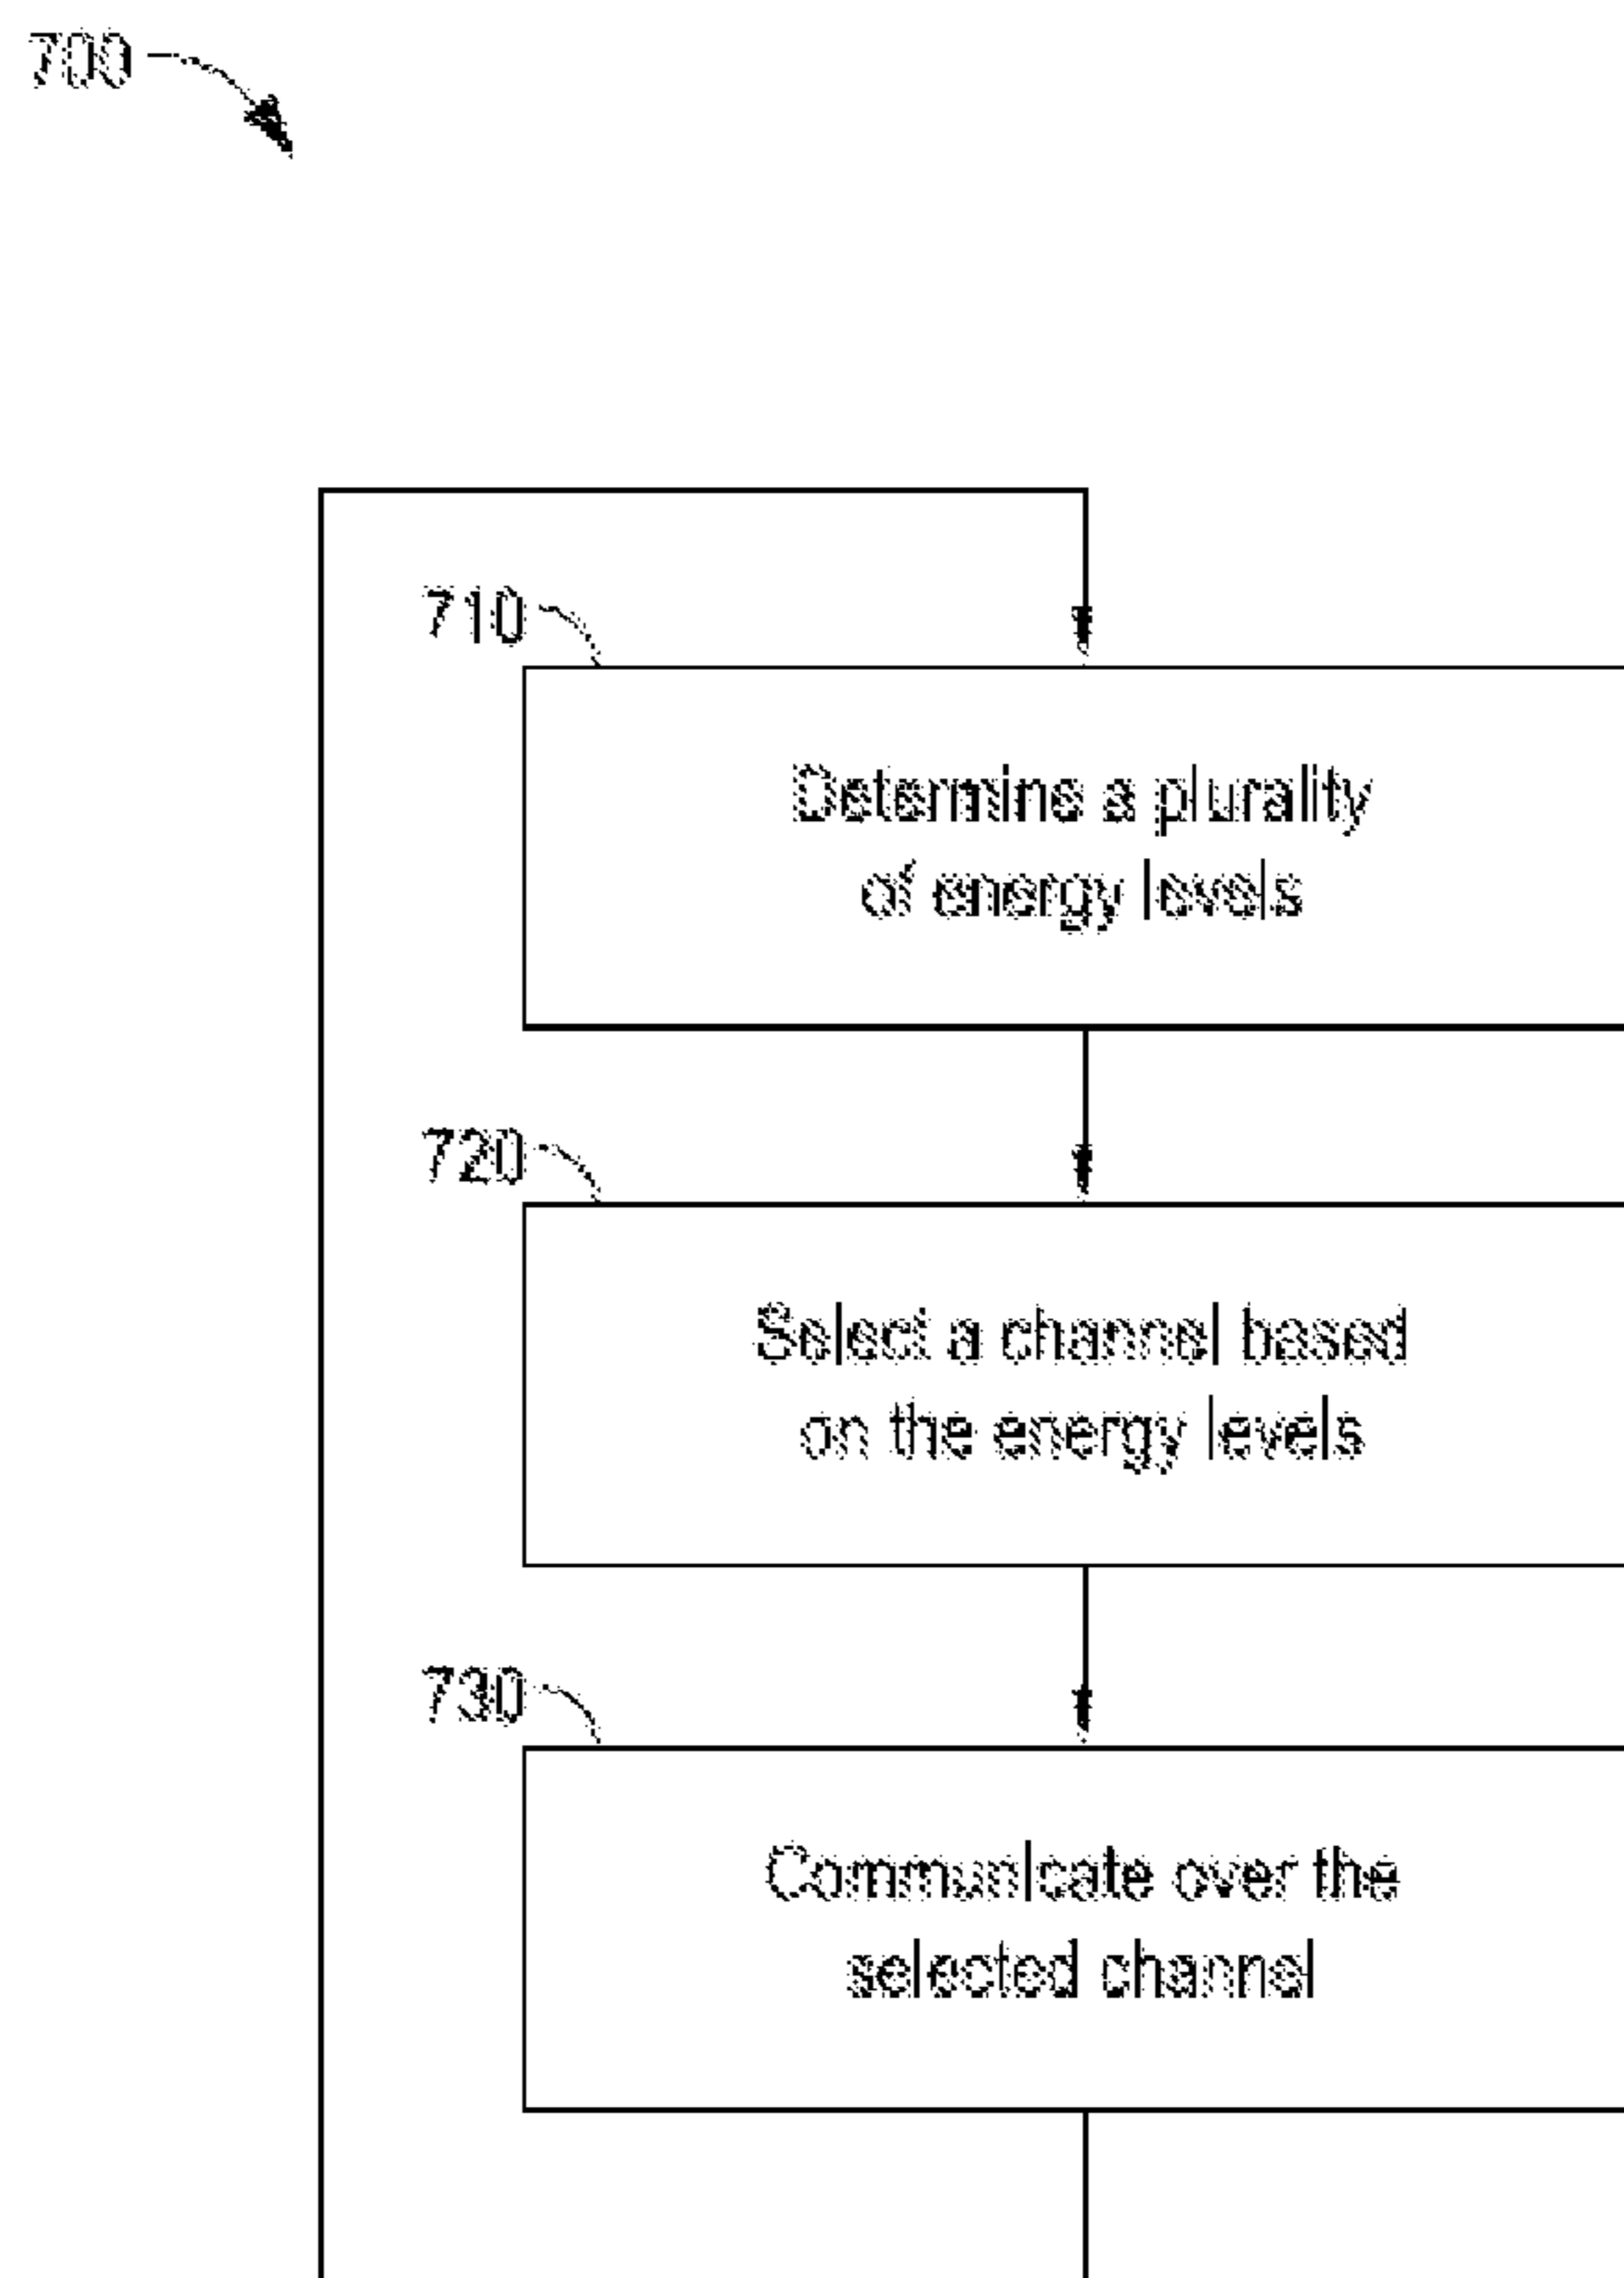 700
710
Determine a plurality
of energy levels
720
Select a channel based
on the energy levels
730
Communicate over the
selected channel